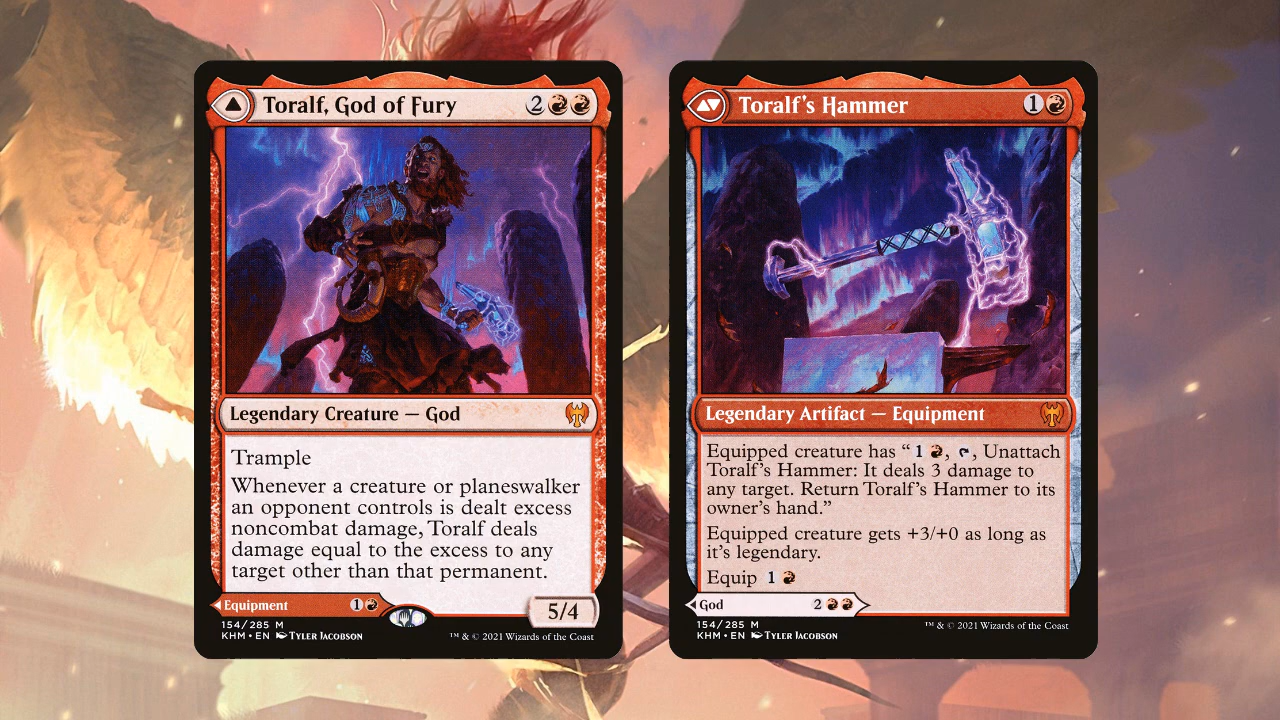 Toralf, God of Fury 2
Legendary Creature — God
Trample
Whenever a creature or planeswalker
an opponent controls is dealt excess
noncombat damage, Toralf deals
damage equal to the excess to any
target other than that permanent.
Equipment 1
5/4
154/285 M
KHM • EN Tyler Jacobson
™ & © 2021 Wizards of the Coast
Toralf's Hammer 1
Legendary Artifact — Equipment
Equipped creature has “ 1 , , Unattach
Toralf's Hammer: It deals 3 damage to
any target. Return Toralf's Hammer to its
owner's hand.”
Equipped creature gets +3/+0 as long as
it's legendary.
Equip 1
God 2
154/285 M
KHM • EN Tyler Jacobson
™ & © 2021 Wizards of the Coast